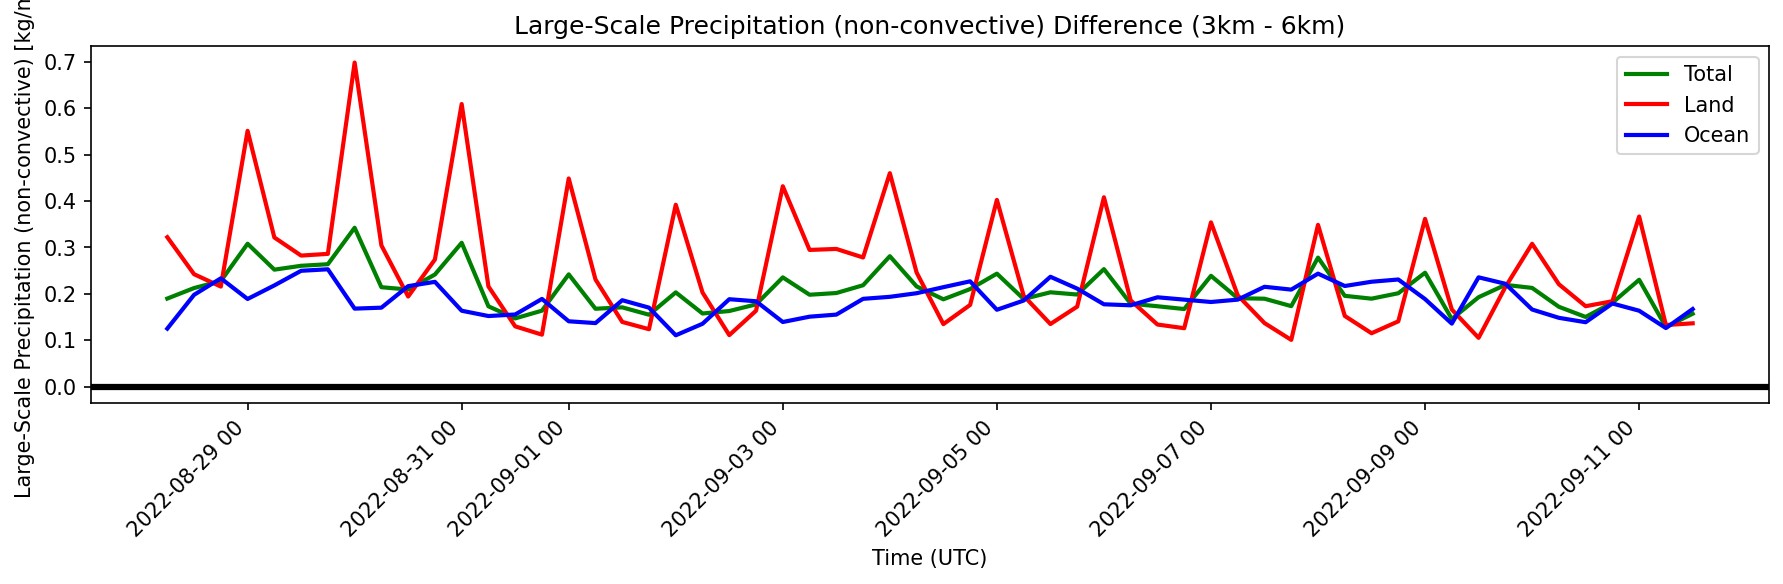 Large-Scale Precipitation (non-convective) Difference (3km - 6km)
Large-Scale Precipitation (non-convective)
0.7
0.6
0.5
0.4
0.3
0.2
0.1
0.0
Total
Land
Ocean
2022-08-29 00
2022-08-31 00
2022-09-01 00
2022-09-03 00
2022-09-05 00
2022-09-07 00
2022-09-09 00
2022-09-11 00
Time (UTC)